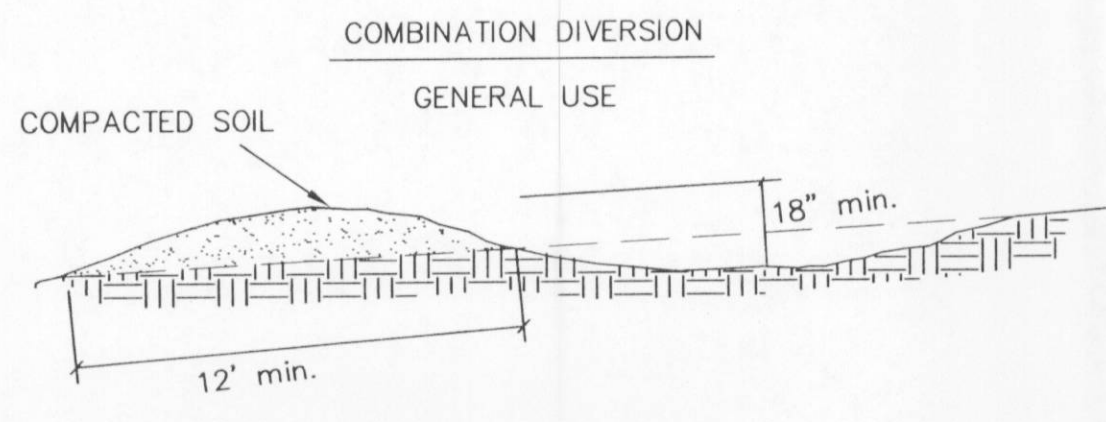 COMBINATION DIVERSION
GENERAL USE
COMPACTED SOIL
18" min.
12' min.